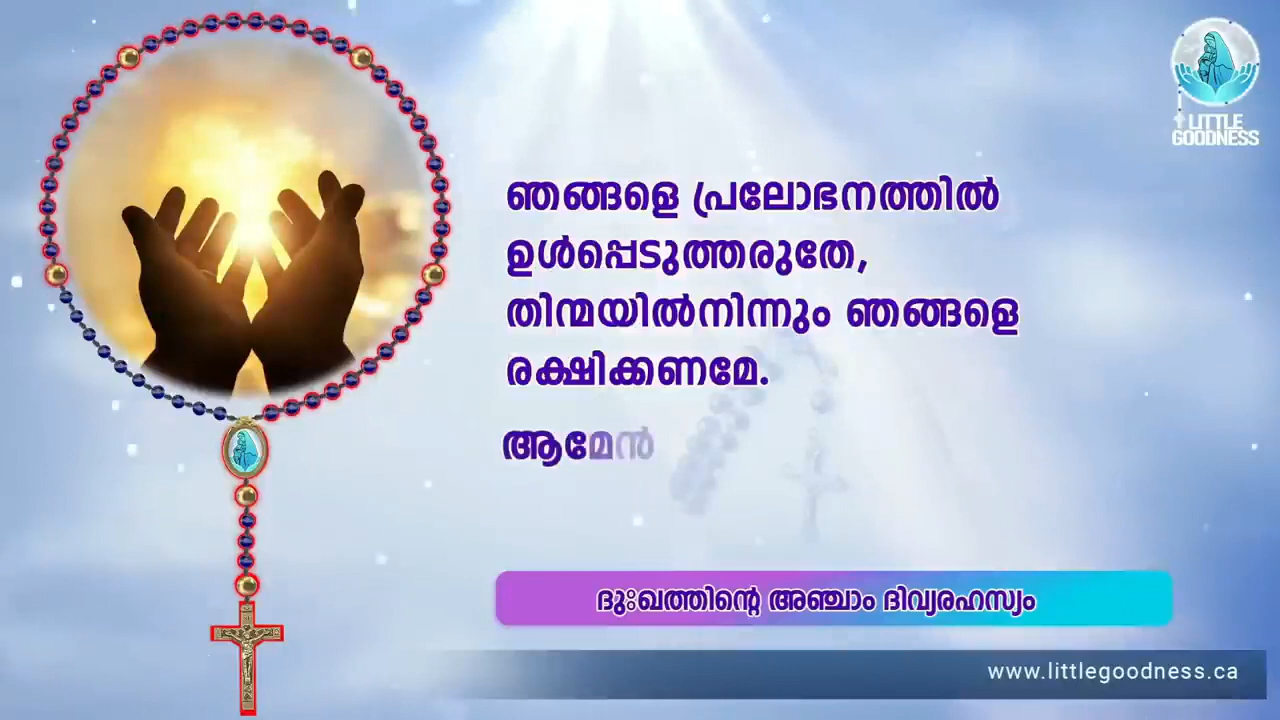 LITTLE
GOODNESS
ഞങ്ങളെ പ്രലോഭനത്തിൽ
ഉൾപ്പെടുത്തരുതേ,
തിന്മയിൽനിന്നും ഞങ്ങളെ
രക്ഷിക്കണമേ.
ആമേൻ
ദുഃഖത്തിന്റെ അഞ്ചാം ദിവ്യരഹസ്യം
www.littlegoodness.ca